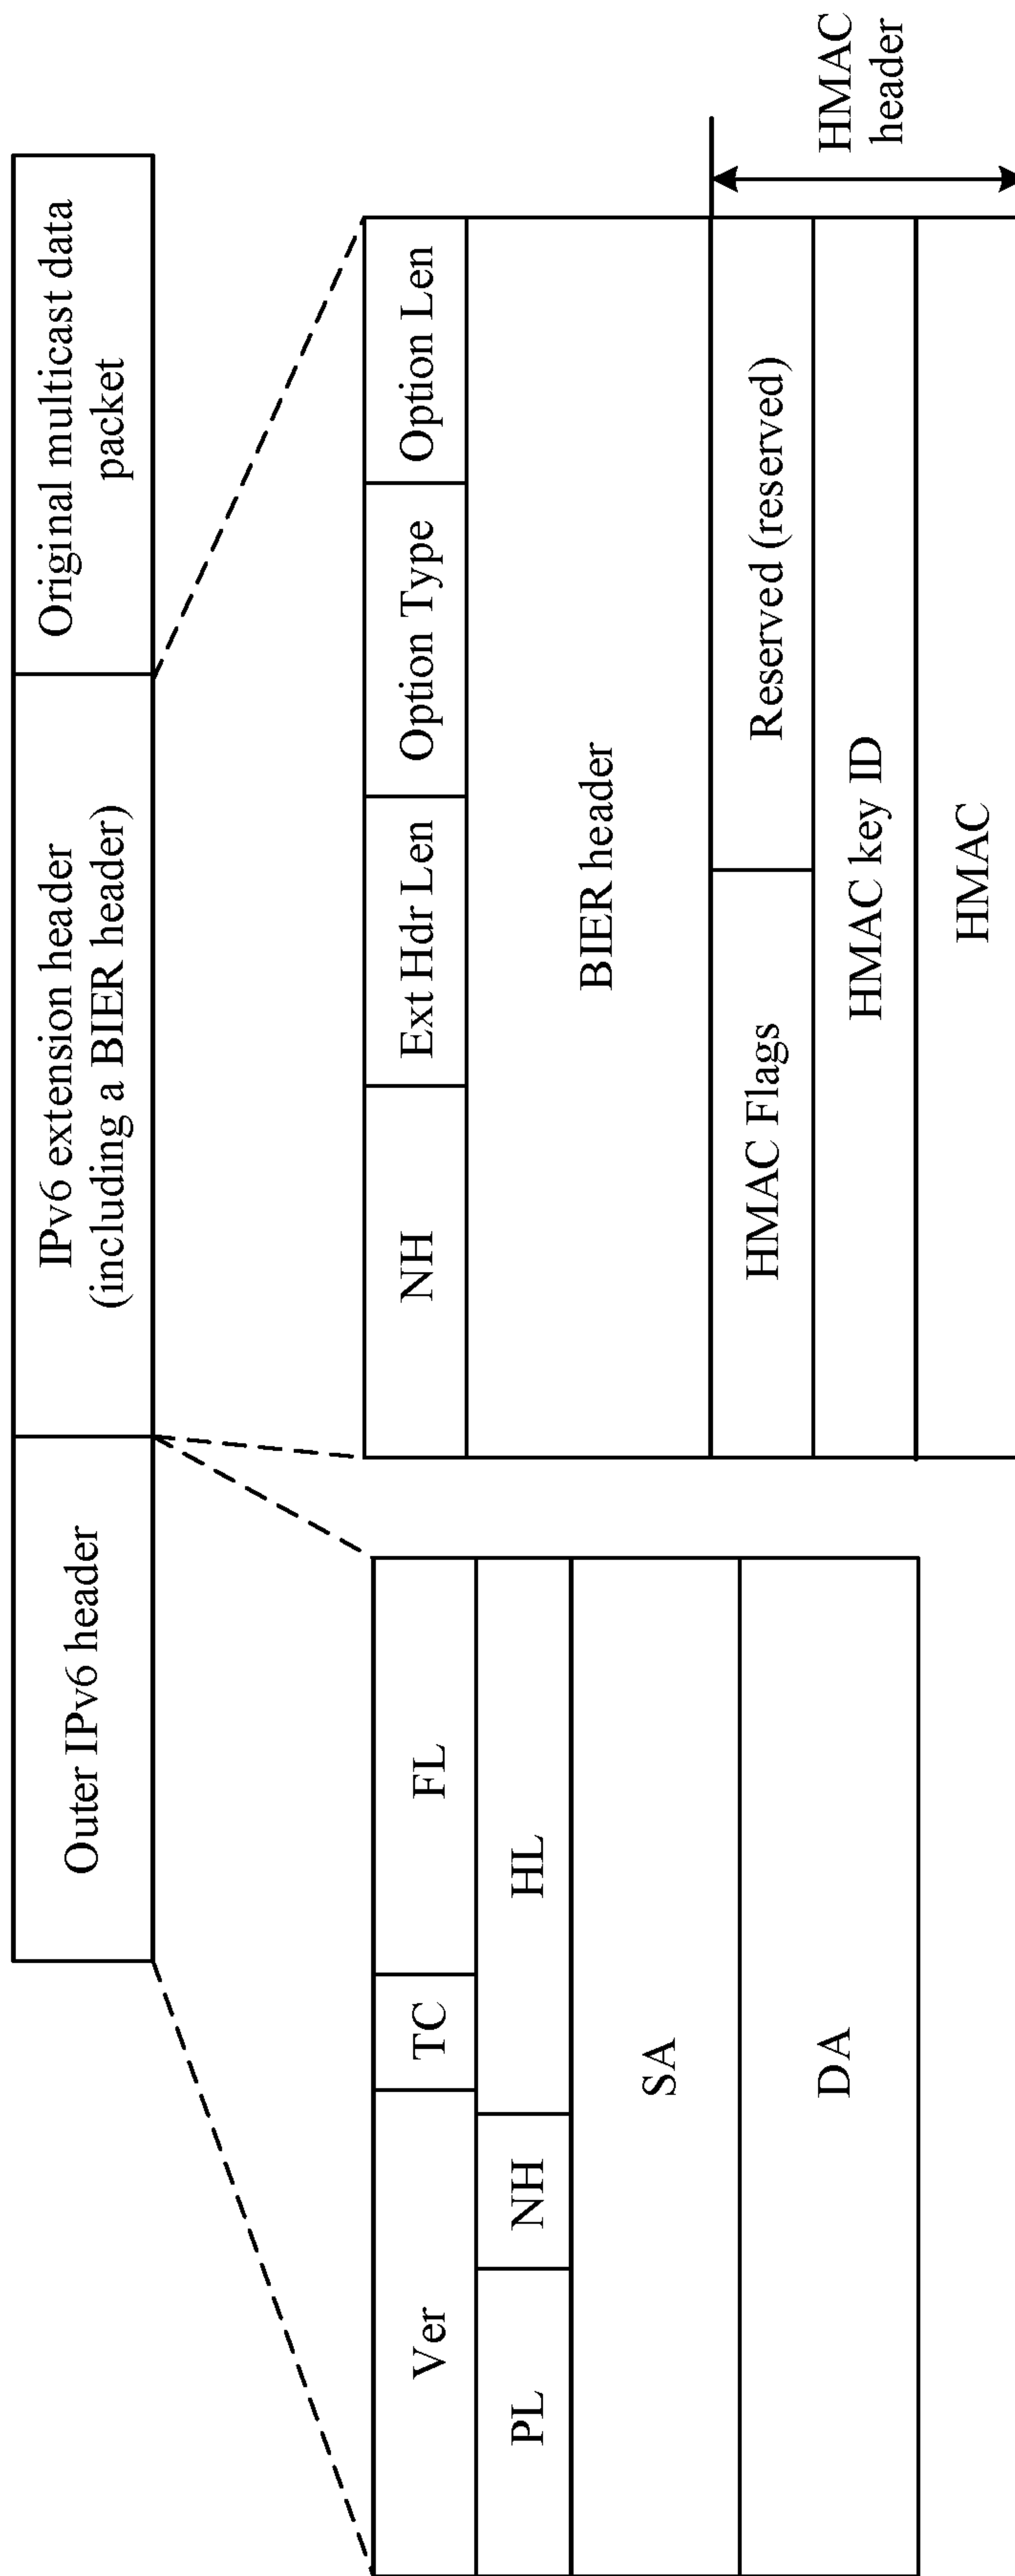 Outer IPv6 header
IPv6 extension header
(including a BIER header)
Original multicast data
packet
Ver
TC
FL
PL
NH
HL
SA
DA
NH
Ext Hdr Len
Option Type
Option Len
BIER header
HMAC Flags
Reserved (reserved)
HMAC key ID
HMAC
HMAC
header